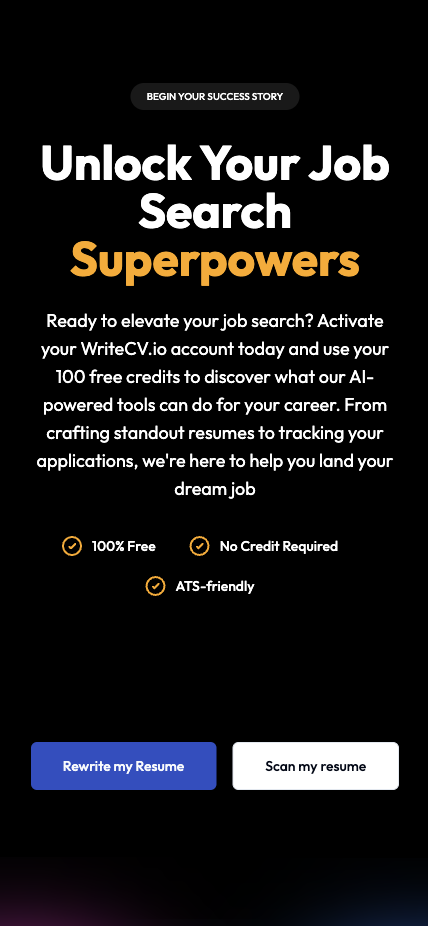 BEGIN YOUR SUCCESS STORY
Unlock Your Job
Search
Superpowers
Ready to elevate your job search? Activate
your WriteCV.io account today and use your
100 free credits to discover what our AI-
powered tools can do for your career. From
crafting standout resumes to tracking your
applications, we're here to help you land your
dream job
100% Free No Credit Required
ATS-friendly
Rewrite my Resume Scan my resume